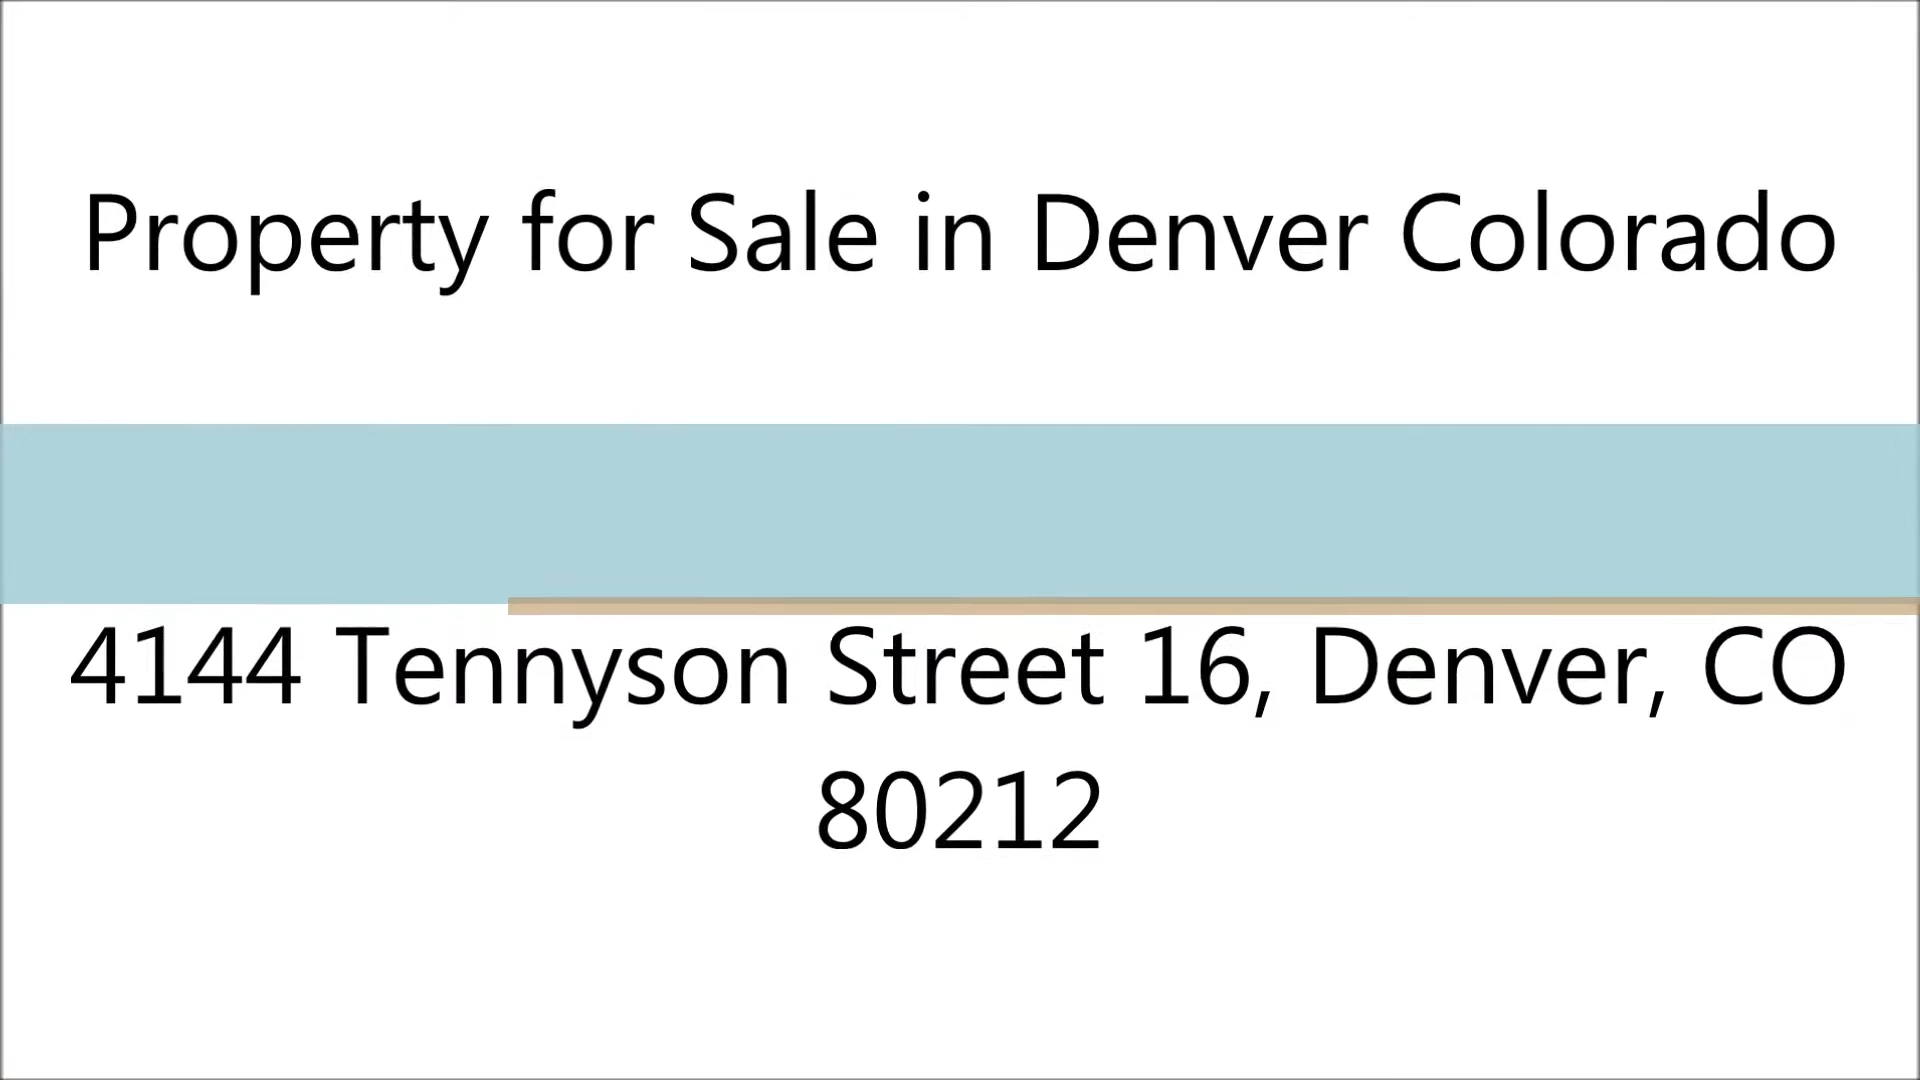 Property for Sale in Denver Colorado
4144 Tennyson Street 16, Denver, CO
80212